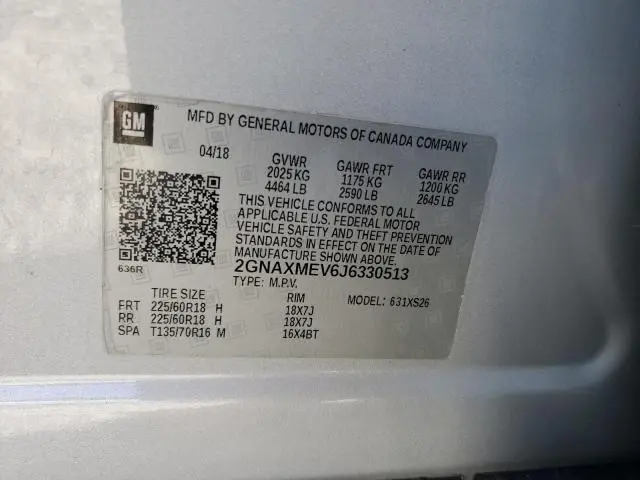 GM
MFD BY GENERAL MOTORS OF CANADA COMPANY
04/18 GVWR GAWR FRT GAWR RR
2025 KG 1175 KG 1200 KG
4464 LB 2590 LB 2645 LB
THIS VEHICLE CONFORMS TO ALL
APPLICABLE U.S. FEDERAL MOTOR
VEHICLE SAFETY AND THEFT PREVENTION
STANDARDS IN EFFECT ON THE DATE OF
MANUFACTURE SHOWN ABOVE.
636R 2GNAXMEV6J6330513
TYPE: M.P.V. MODEL: 631XS26
TIRE SIZE RIM
FRT 225/60R18 H 18X7J
RR 225/60R18 H 18X7J
SPA T135/70R16 M 16X4BT